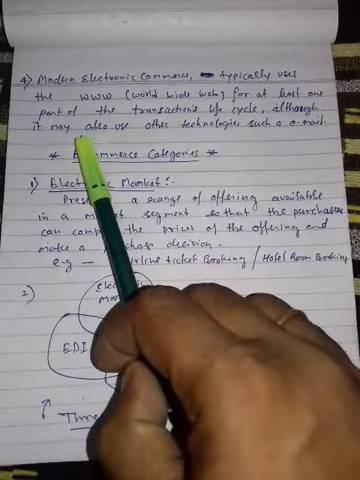 4) Modern Electronic Commerce, typically uses
the WWW (World Wide Web) for at least one
part of the transaction's life cycle, although
it may also use other technologies such a e-mail.
* Commerce Categories *
1) Electronic Market :-
a range of offering available
in a market segment so that the purchaser
can the prices of the offering and
make a decision.
e.g — ticket Booking / Hotel Room Booking
2)
EDI